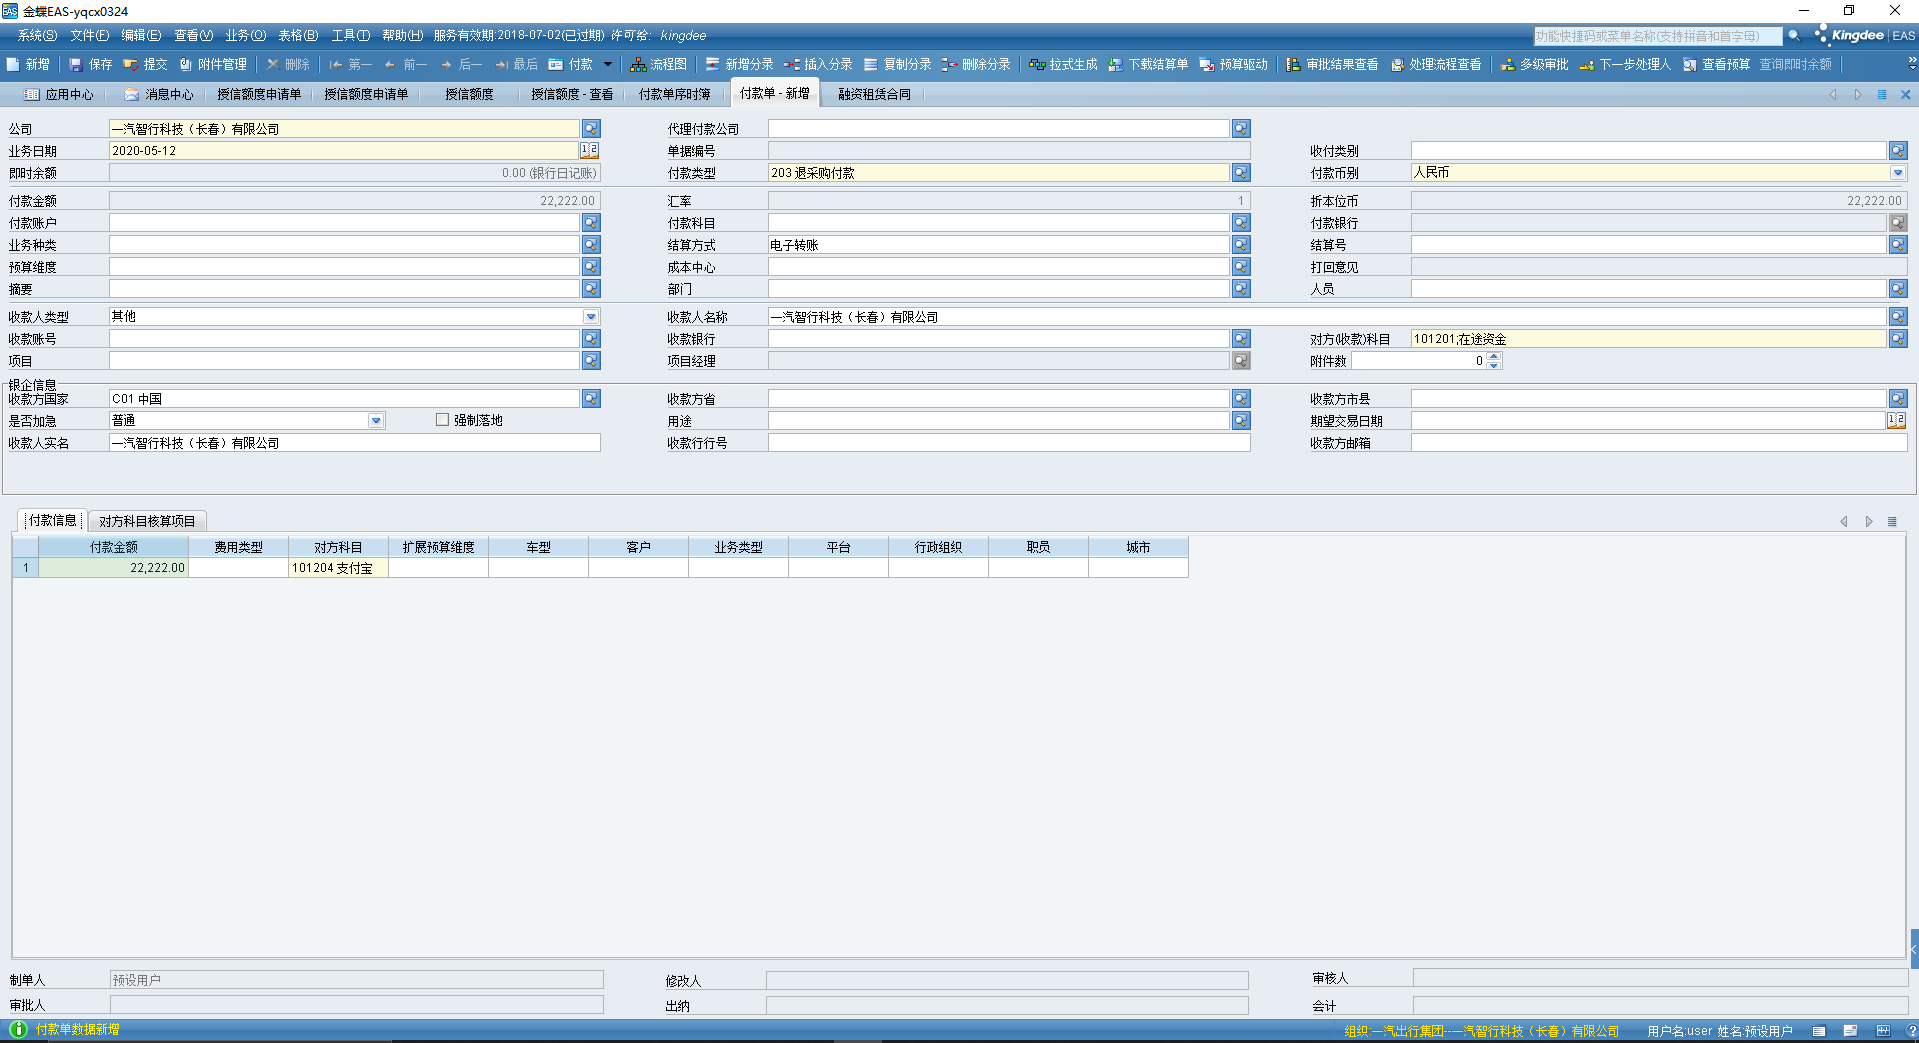 金蝶EAS-yqcx0324
系统(S) 文件(F) 编辑(E) 查看(V) 业务(O) 表格(B) 工具(T) 帮助(H) 服务有效期:2018-07-02(已过期) 许可给: kingdee 功能快捷码或菜单名称(支持拼音和首字母) Kingdee EAS
新增 保存 提交 附件管理 删除 第一 前一 后一 最后 付款 流程图 新增分录 插入分录 复制分录 删除分录 拉式生成 下载结算单 预算驱动 审批结果查看 处理流程查看 多级审批 下一步处理人 查看预算 查询即时余额
应用中心 消息中心 授信额度申请单 授信额度申请单 授信额度 授信额度 - 查看 付款单序时簿 付款单 - 新增 融资租赁合同
公司 一汽智行科技（长春）有限公司 代理付款公司
业务日期 2020-05-12 单据编号 收付类别
即时余额 0.00 (银行日记账) 付款类型 203 退采购付款 付款币别 人民币
付款金额 22,222.00 汇率 1 折本位币 22,222.00
付款账户 付款科目 付款银行
业务种类 结算方式 电子转账 结算号
预算维度 成本中心 打回意见
摘要 部门 人员
收款人类型 其他 收款人名称 一汽智行科技（长春）有限公司
收款账号 收款银行 对方(收款)科目 101201;在途资金
项目 项目经理 附件数 0
银企信息
收款方国家 C01 中国 收款方省 收款方市县
是否加急 普通 强制落地 用途 期望交易日期
收款人实名 一汽智行科技（长春）有限公司 收款行行号 收款方邮箱
付款信息 对方科目核算项目
付款金额 费用类型 对方科目 扩展预算维度 车型 客户 业务类型 平台 行政组织 职员 城市
1 22,222.00 101204 支付宝
制单人 预设用户 修改人 审核人
审批人 出纳 会计
付款单数据新增 组织:一汽出行集团--一汽智行科技（长春）有限公司 用户名:user 姓名:预设用户